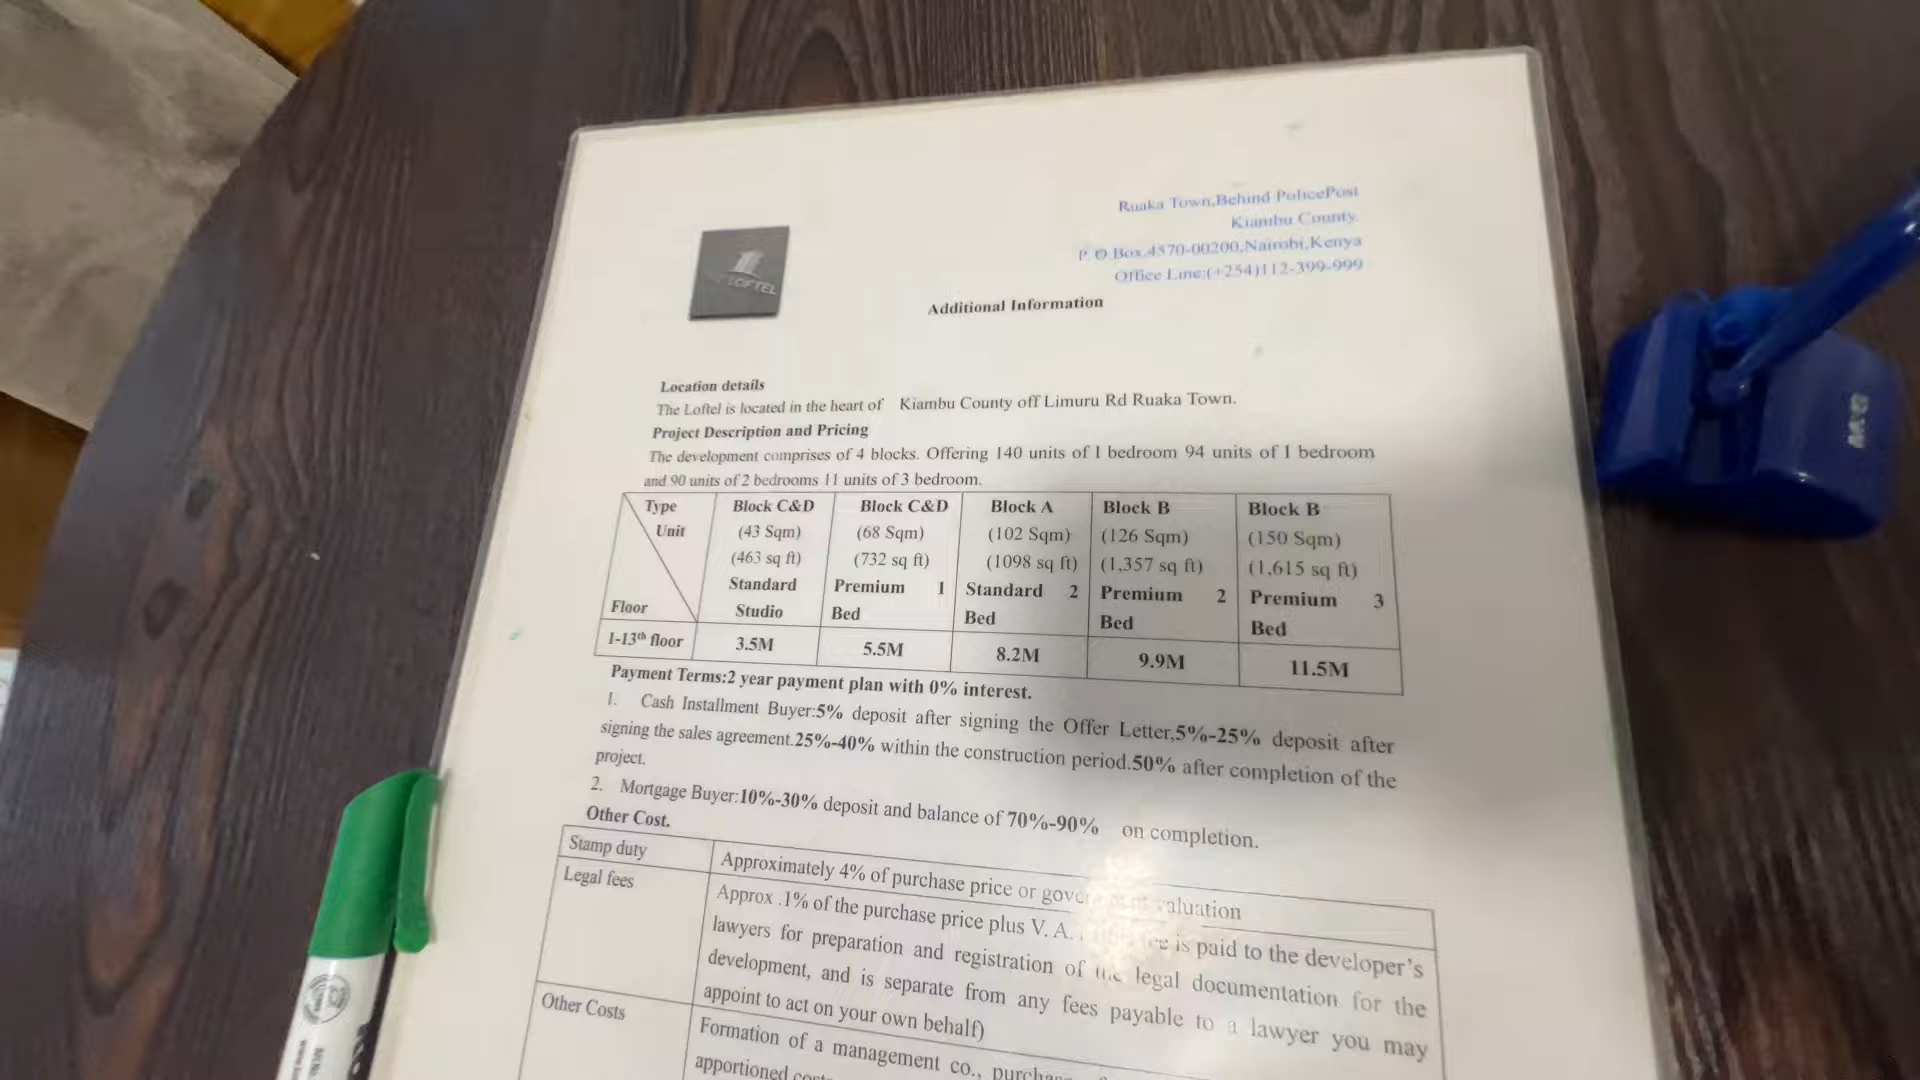 Ruaka Town,Behind PolicePost
Kiambu County.
P. O.Box.4570-00200,Nairobi,Kenya
Office Line:(+254)112-399-999
LOFTEL
Additional Information
Location details
The Loftel is located in the heart of Kiambu County off Limuru Rd Ruaka Town.
Project Description and Pricing
The development comprises of 4 blocks. Offering 140 units of 1 bedroom 94 units of 1 bedroom
and 90 units of 2 bedrooms 11 units of 3 bedroom.
Type Unit Floor
Block C&D (43 Sqm) (463 sq ft) Standard Studio
Block C&D (68 Sqm) (732 sq ft) Premium 1 Bed
Block A (102 Sqm) (1098 sq ft) Standard 2 Bed
Block B (126 Sqm) (1,357 sq ft) Premium 2 Bed
Block B (150 Sqm) (1,615 sq ft) Premium 3 Bed
1-13th floor 3.5M 5.5M 8.2M 9.9M 11.5M
Payment Terms:2 year payment plan with 0% interest.
1. Cash Installment Buyer:5% deposit after signing the Offer Letter,5%-25% deposit after
signing the sales agreement.25%-40% within the construction period.50% after completion of the
project.
2. Mortgage Buyer:10%-30% deposit and balance of 70%-90% on completion.
Other Cost.
Stamp duty Approximately 4% of purchase price or
Legal fees Approx .1% of the purchase price plus V. A. is paid to the developer's
lawyers for preparation and registration of the legal documentation for the
development, and is separate from any fees payable to a lawyer you may
appoint to act on your own behalf)
Other Costs Formation of a management co.,
apportioned
M&G